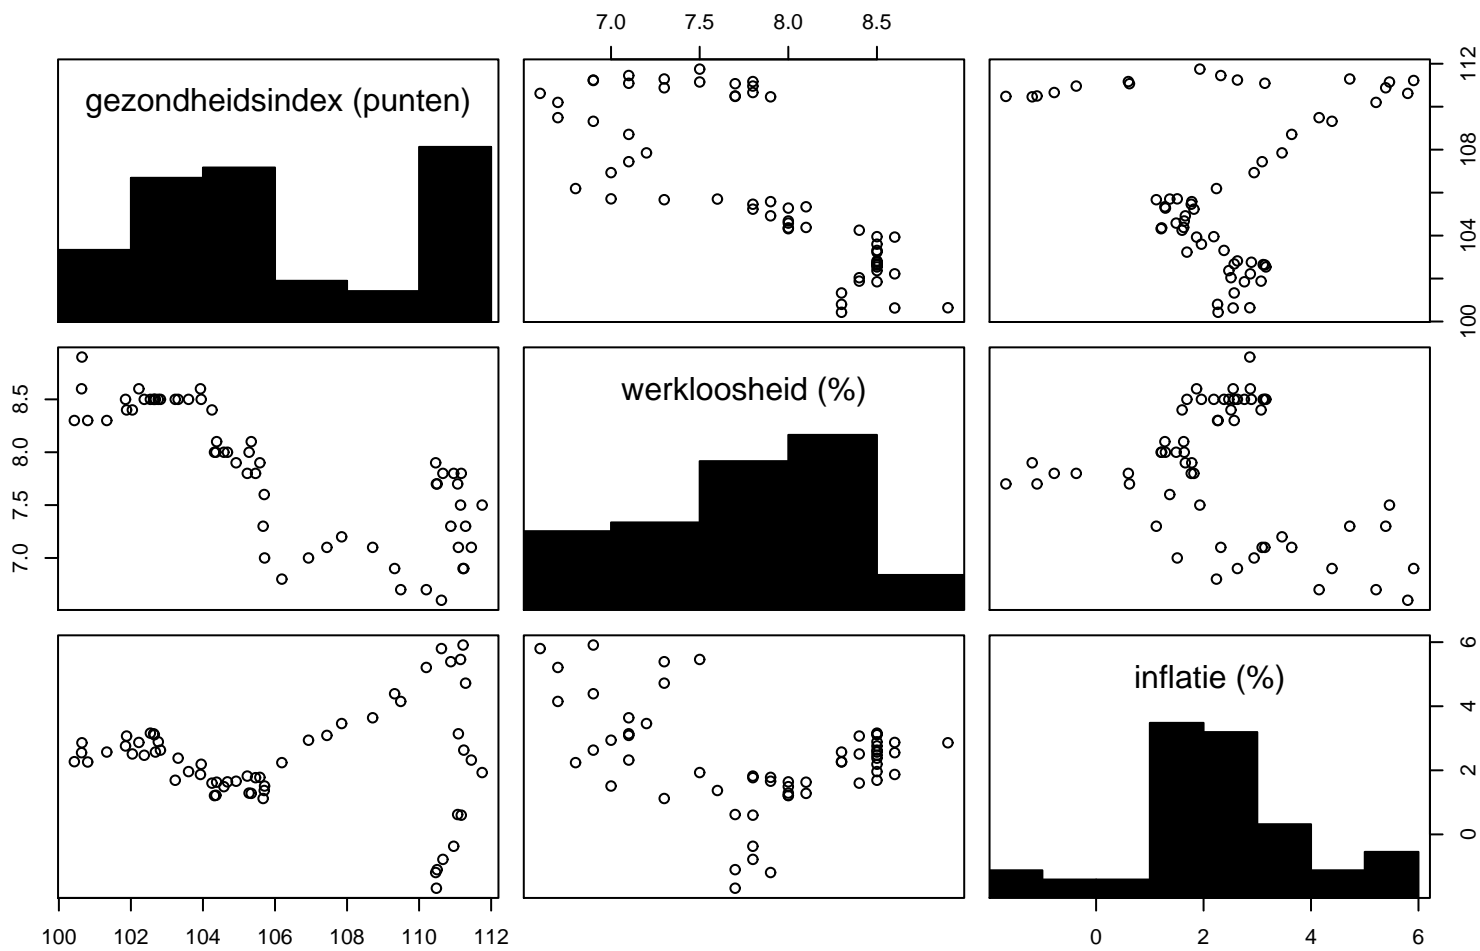 7.0 7.5 8.0 8.5
gezondheidsindex (punten)
100 104 108 112
werkloosheid (%)
7.0 7.5 8.0 8.5
inflatie (%)
0 2 4 6
100 102 104 106 108 110 112
0 2 4 6